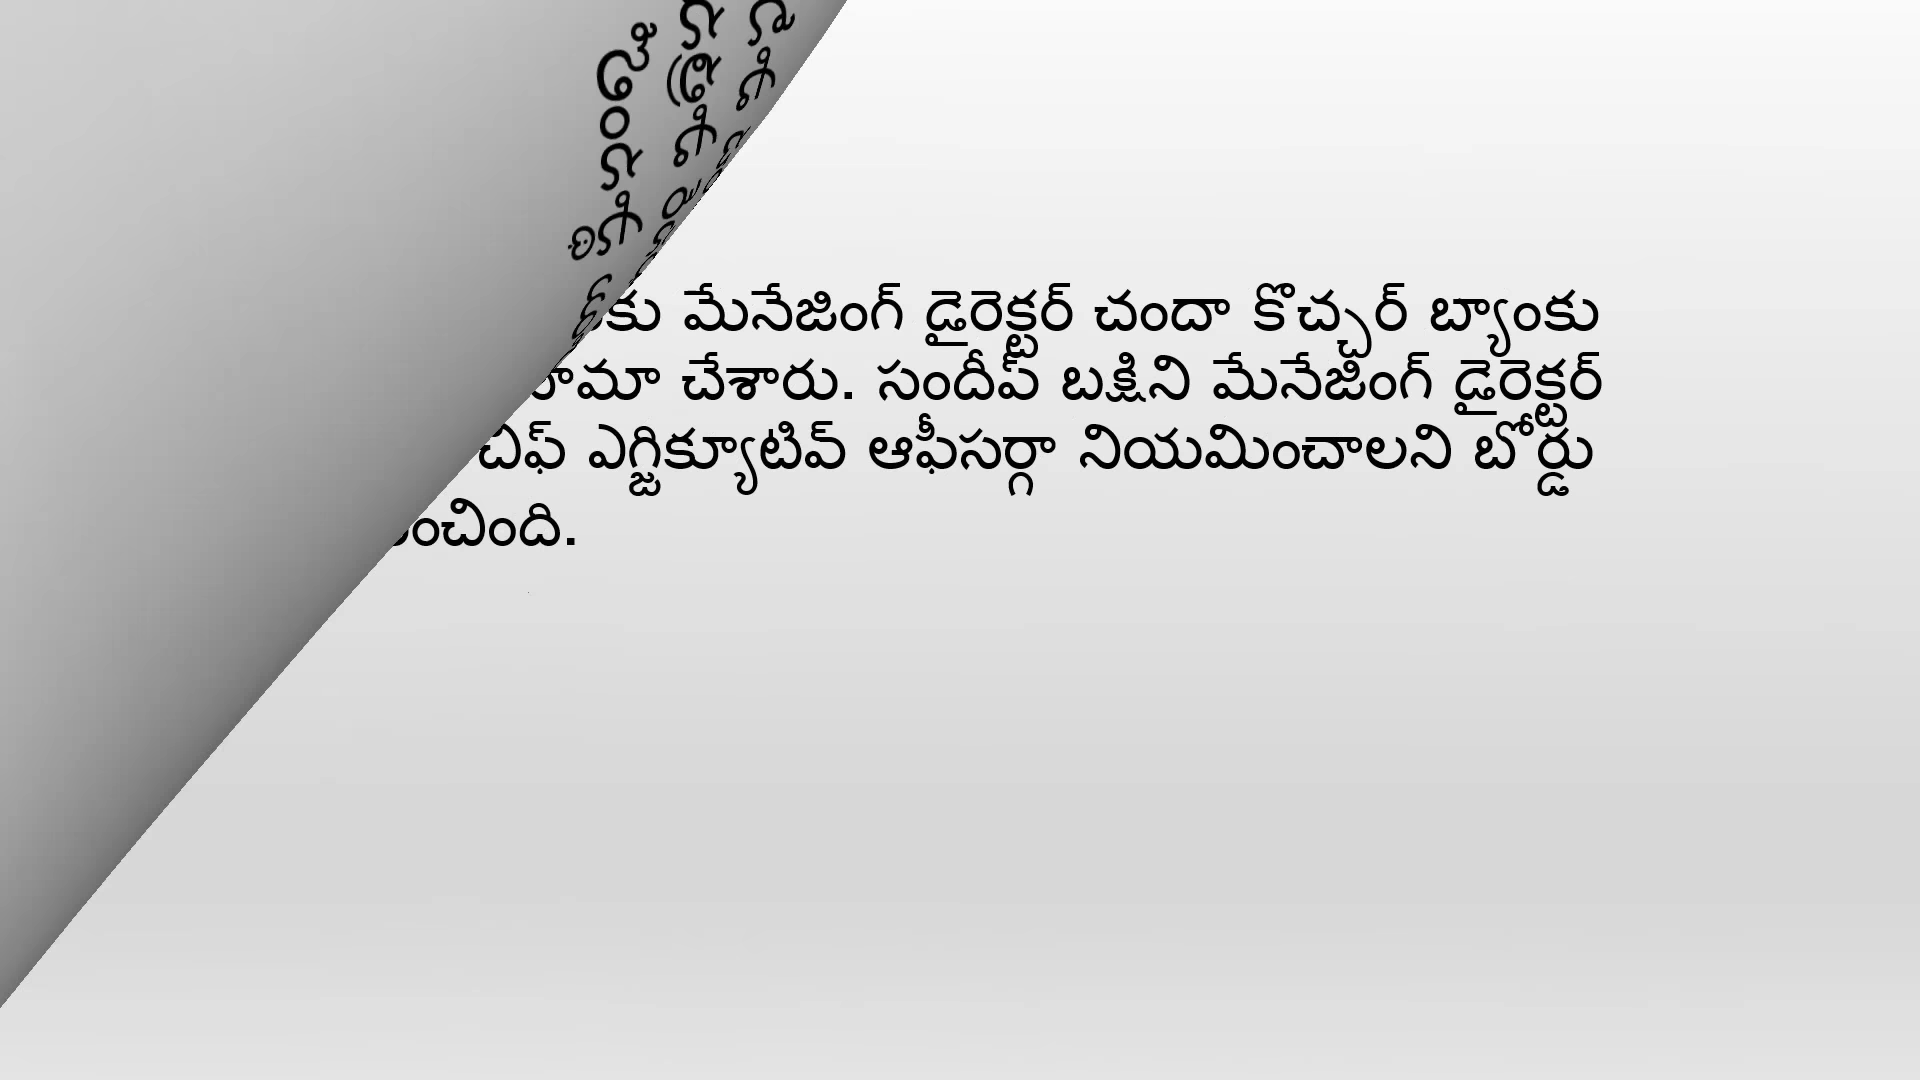 మేనేజింగ్ డైరెక్టర్ చందా కొచ్చర్ బ్యాంకు
చేశారు. సందీప్ బక్షిని మేనేజింగ్ డైరెక్టర్
చీఫ్ ఎగ్జిక్యూటివ్ ఆఫీసర్గా నియమించాలని బోర్డు